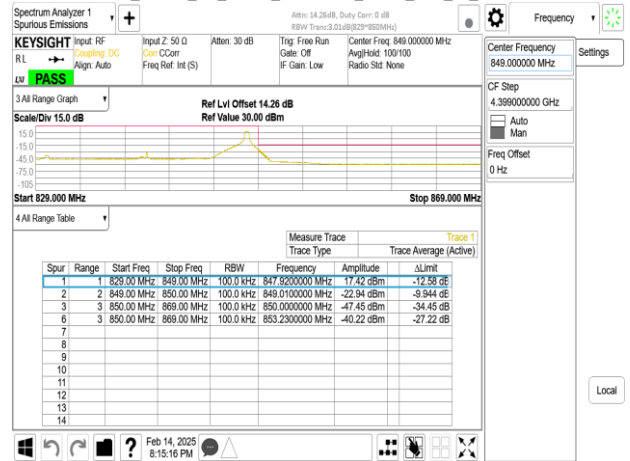 Spectrum Analyzer 1
Spurious Emissions
+
Atten: 14.26dB, Duty Corr: 0 dB
RBW Trans:3.01dB(829~850MHz)
Frequency
KEYSIGHT
RL
LXI
PASS
Input: RF
Coupling: DC
Align: Auto
Input Z: 50 Ω
Corr CCorr
Freq Ref: Int (S)
Atten: 30 dB
Trig: Free Run
Gate: Off
IF Gain: Low
Center Freq: 849.000000 MHz
Avg|Hold: 100/100
Radio Std: None
Center Frequency
849.000000 MHz
Settings
CF Step
4.399000000 GHz
Auto
Man
Freq Offset
0 Hz
Local
3 All Range Graph
Scale/Div 15.0 dB
Ref Lvl Offset 14.26 dB
Ref Value 30.00 dBm
15.0
-15.0
-45.0
-75.0
-105
Start 829.000 MHz
Stop 869.000 MHz
4 All Range Table
Measure Trace Trace 1
Trace Type Trace Average (Active)
Spur Range Start Freq Stop Freq RBW Frequency Amplitude ΔLimit
1 1 829.00 MHz 849.00 MHz 100.0 kHz 847.9200000 MHz 17.42 dBm -12.58 dB
2 2 849.00 MHz 850.00 MHz 100.0 kHz 849.0100000 MHz -22.94 dBm -9.944 dB
3 3 850.00 MHz 869.00 MHz 100.0 kHz 850.0000000 MHz -47.45 dBm -34.45 dB
6 3 850.00 MHz 869.00 MHz 100.0 kHz 853.2300000 MHz -40.22 dBm -27.22 dB
7
8
9
10
11
12
13
14
?
Feb 14, 2025
8:15:16 PM